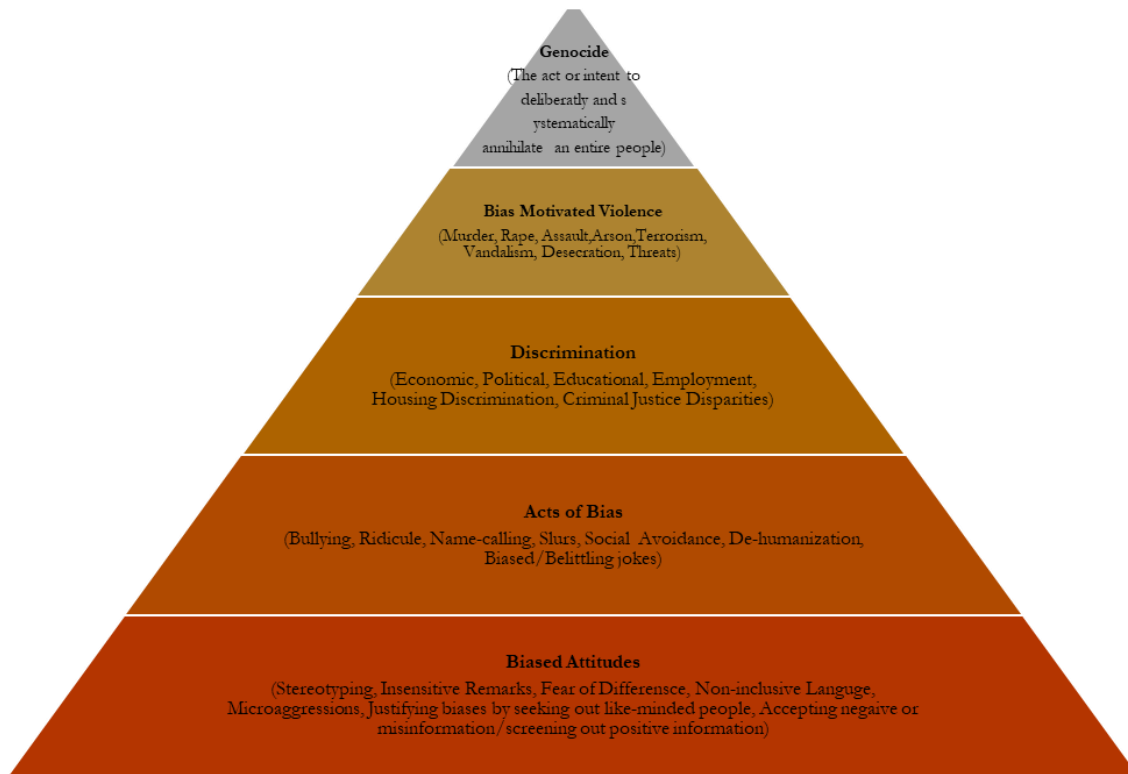 Genocide
(The act or intent to
deliberatly and s
ystematically
annihilate an entire people)
Bias Motivated Violence
(Murder, Rape, Assault,Arson,Terrorism,
Vandalism, Desecration, Threats)
Discrimination
(Economic, Political, Educational, Employment,
Housing Discrimination, Criminal Justice Disparities)
Acts of Bias
(Bullying, Ridicule, Name-calling, Slurs, Social Avoidance, De-humanization,
Biased/Belittling jokes)
Biased Attitudes
(Stereotyping, Insensitive Remarks, Fear of Differensce, Non-inclusive Languge,
Microaggressions, Justifying biases by seeking out like-minded people, Accepting negaive or
misinformation/screening out positive information)